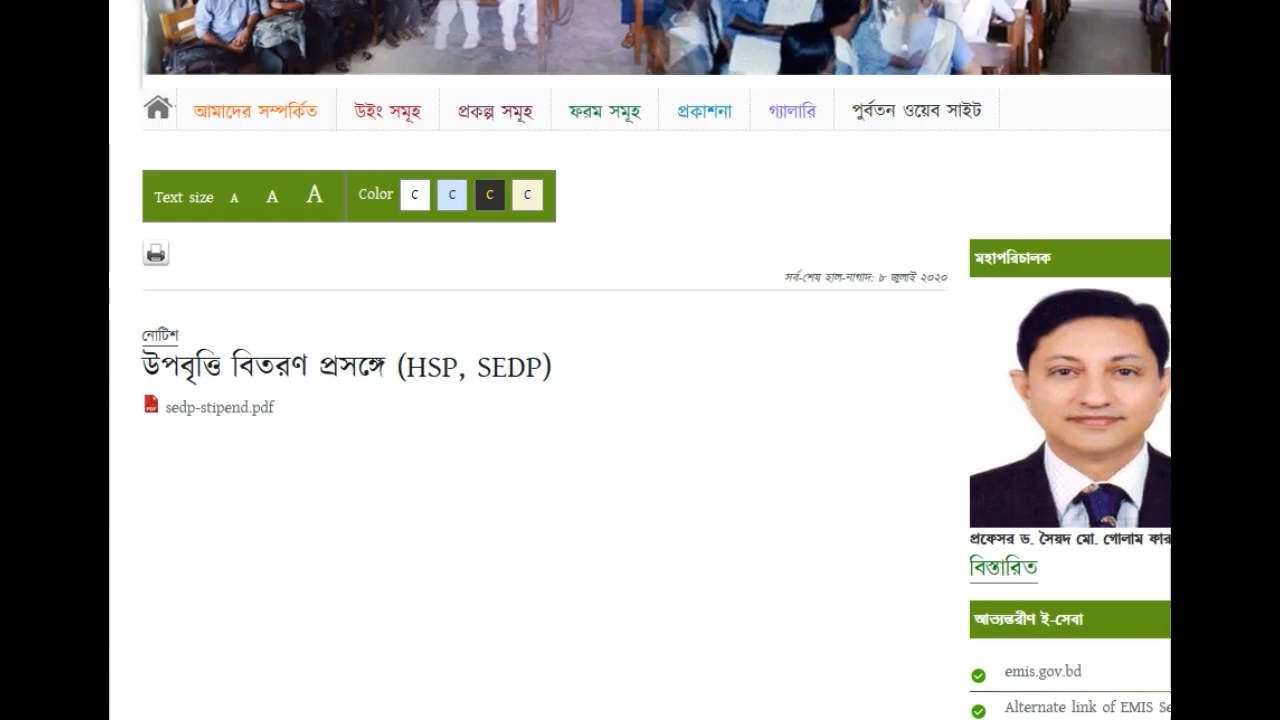 আমাদের সম্পর্কিত উইং সমূহ প্রকল্প সমূহ ফরম সমূহ প্রকাশনা গ্যালারি পুর্বতন ওয়েব সাইট
Text size A A A Color C C C C
সর্ব-শেষ হাল-নাগাদ: ৮ জুলাই ২০২০
নোটিশ
উপবৃত্তি বিতরণ প্রসঙ্গে (HSP, SEDP)
sedp-stipend.pdf
মহাপরিচালক
প্রফেসর ড. সৈয়দ মো. গোলাম ফার
বিস্তারিত
আভ্যন্তরীণ ই-সেবা
emis.gov.bd
Alternate link of EMIS Se